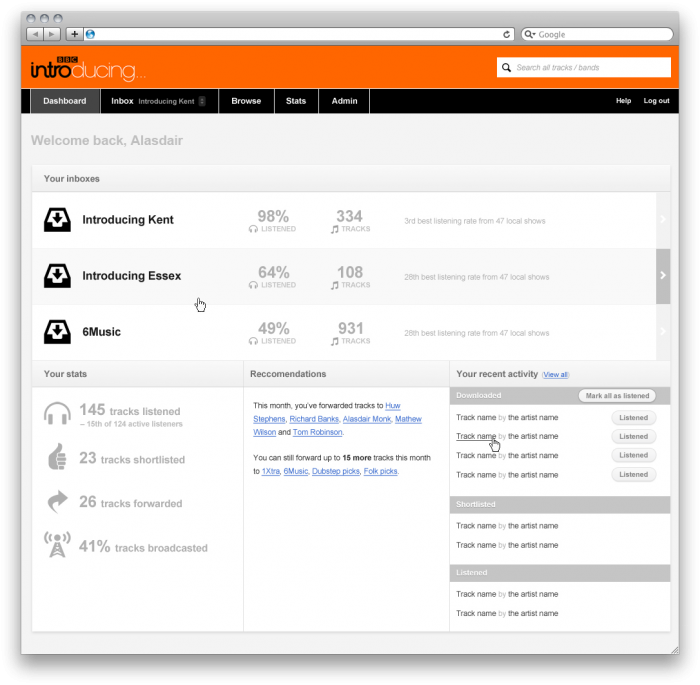 Google
BBC
introducing...
Search all tracks / bands
Dashboard Inbox Introducing Kent Browse Stats Admin Help Log out
Welcome back, Alasdair
Your inboxes
Introducing Kent 98% LISTENED 334 TRACKS 3rd best listening rate from 47 local shows
Introducing Essex 64% LISTENED 108 TRACKS 28th best listening rate from 47 local shows
6Music 49% LISTENED 931 TRACKS 28th best listening rate from 47 local shows
Your stats
145 tracks listened
~ 15th of 124 active listeners
23 tracks shortlisted
26 tracks forwarded
41% tracks broadcasted
Reccomendations
This month, you've forwarded tracks to Huw
Stephens, Richard Banks, Alasdair Monk, Mathew
Wilson and Tom Robinson.
You can still forward up to 15 more tracks this month
to 1Xtra, 6Music, Dubstep picks, Folk picks.
Your recent activity (View all)
Downloaded Mark all as listened
Track name by the artist name Listened
Track name by the artist name Listened
Track name by the artist name Listened
Track name by the artist name Listened
Shortlisted
Track name by the artist name
Track name by the artist name
Listened
Track name by the artist name
Track name by the artist name